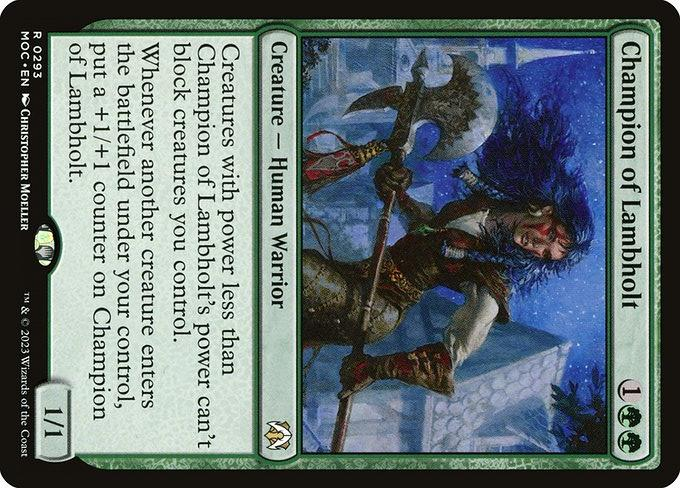 Champion of Lambholt
1
Creature — Human Warrior
Creatures with power less than
Champion of Lambholt's power can't
block creatures you control.
Whenever another creature enters
the battlefield under your control,
put a +1/+1 counter on Champion
of Lambholt.
1/1
R 0293
MOC • EN Christopher Moeller
™ & © 2023 Wizards of the Coast